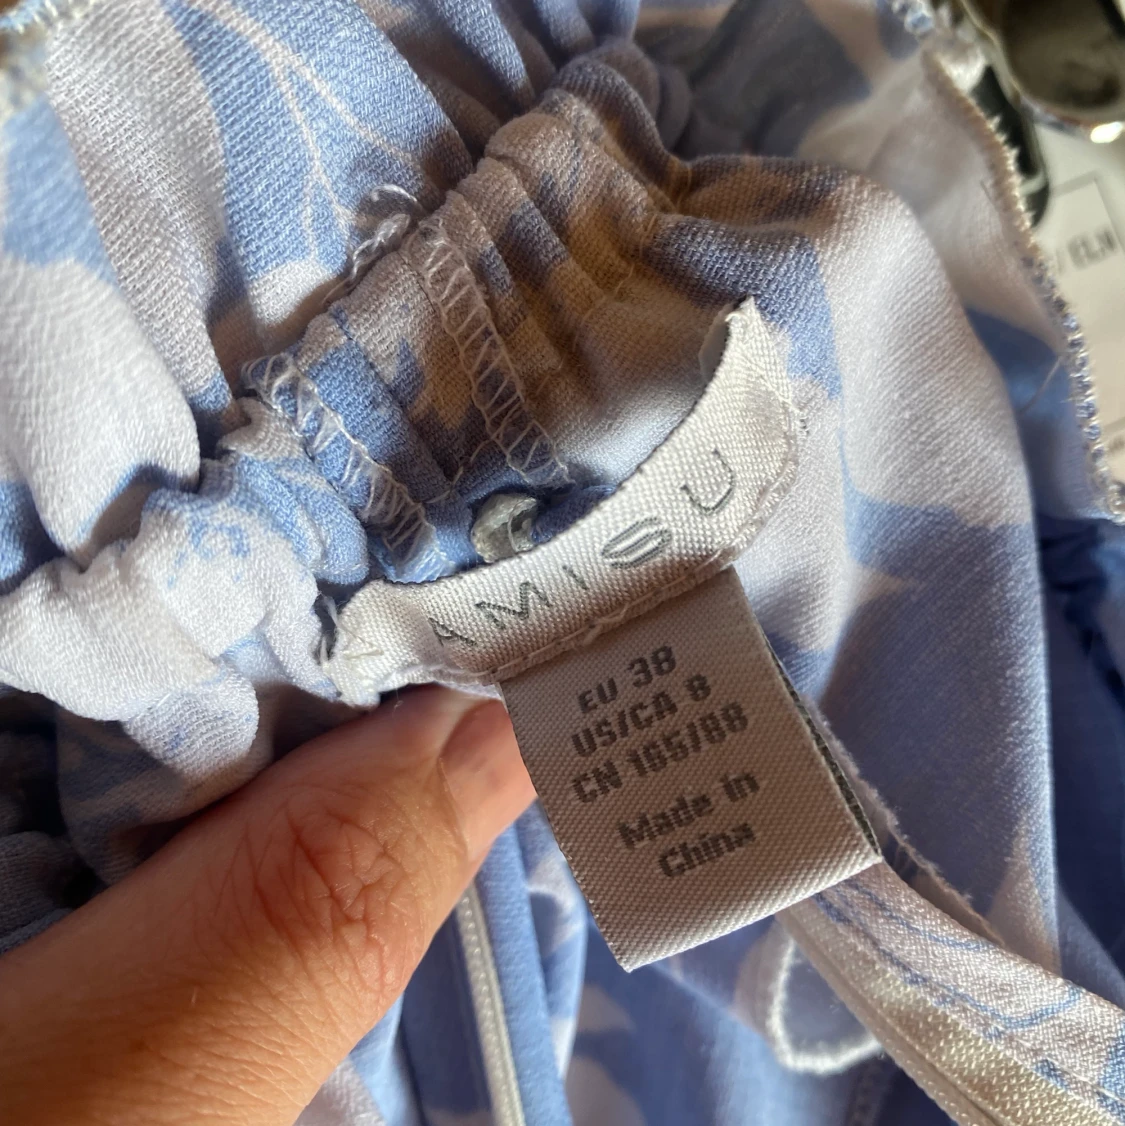 AMISU
EU 38
US/CA 8
CN 165/88
Made in
China